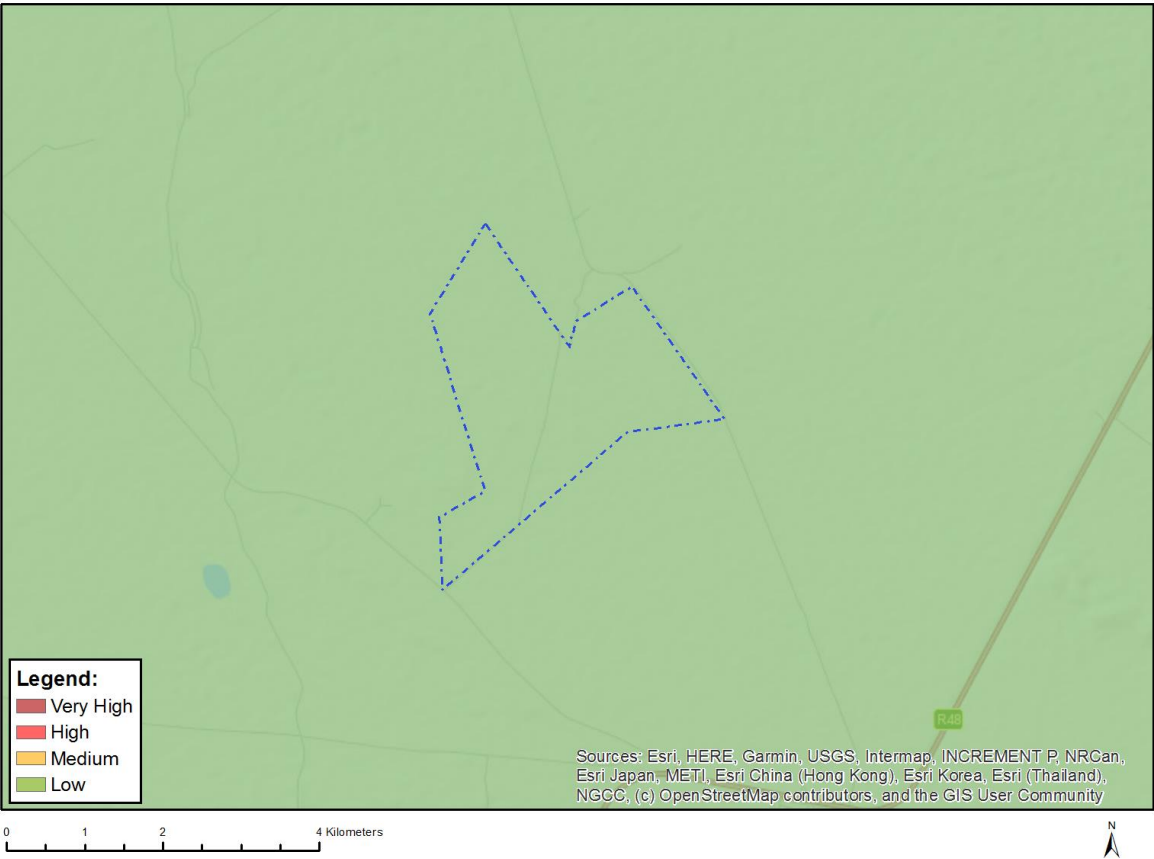 R48
Legend:
Very High
High
Medium
Low
Sources: Esri, HERE, Garmin, USGS, Intermap, INCREMENT P, NRCan,
Esri Japan, METI, Esri China (Hong Kong), Esri Korea, Esri (Thailand),
NGCC, (c) OpenStreetMap contributors, and the GIS User Community
0 1 2 4 Kilometers
N